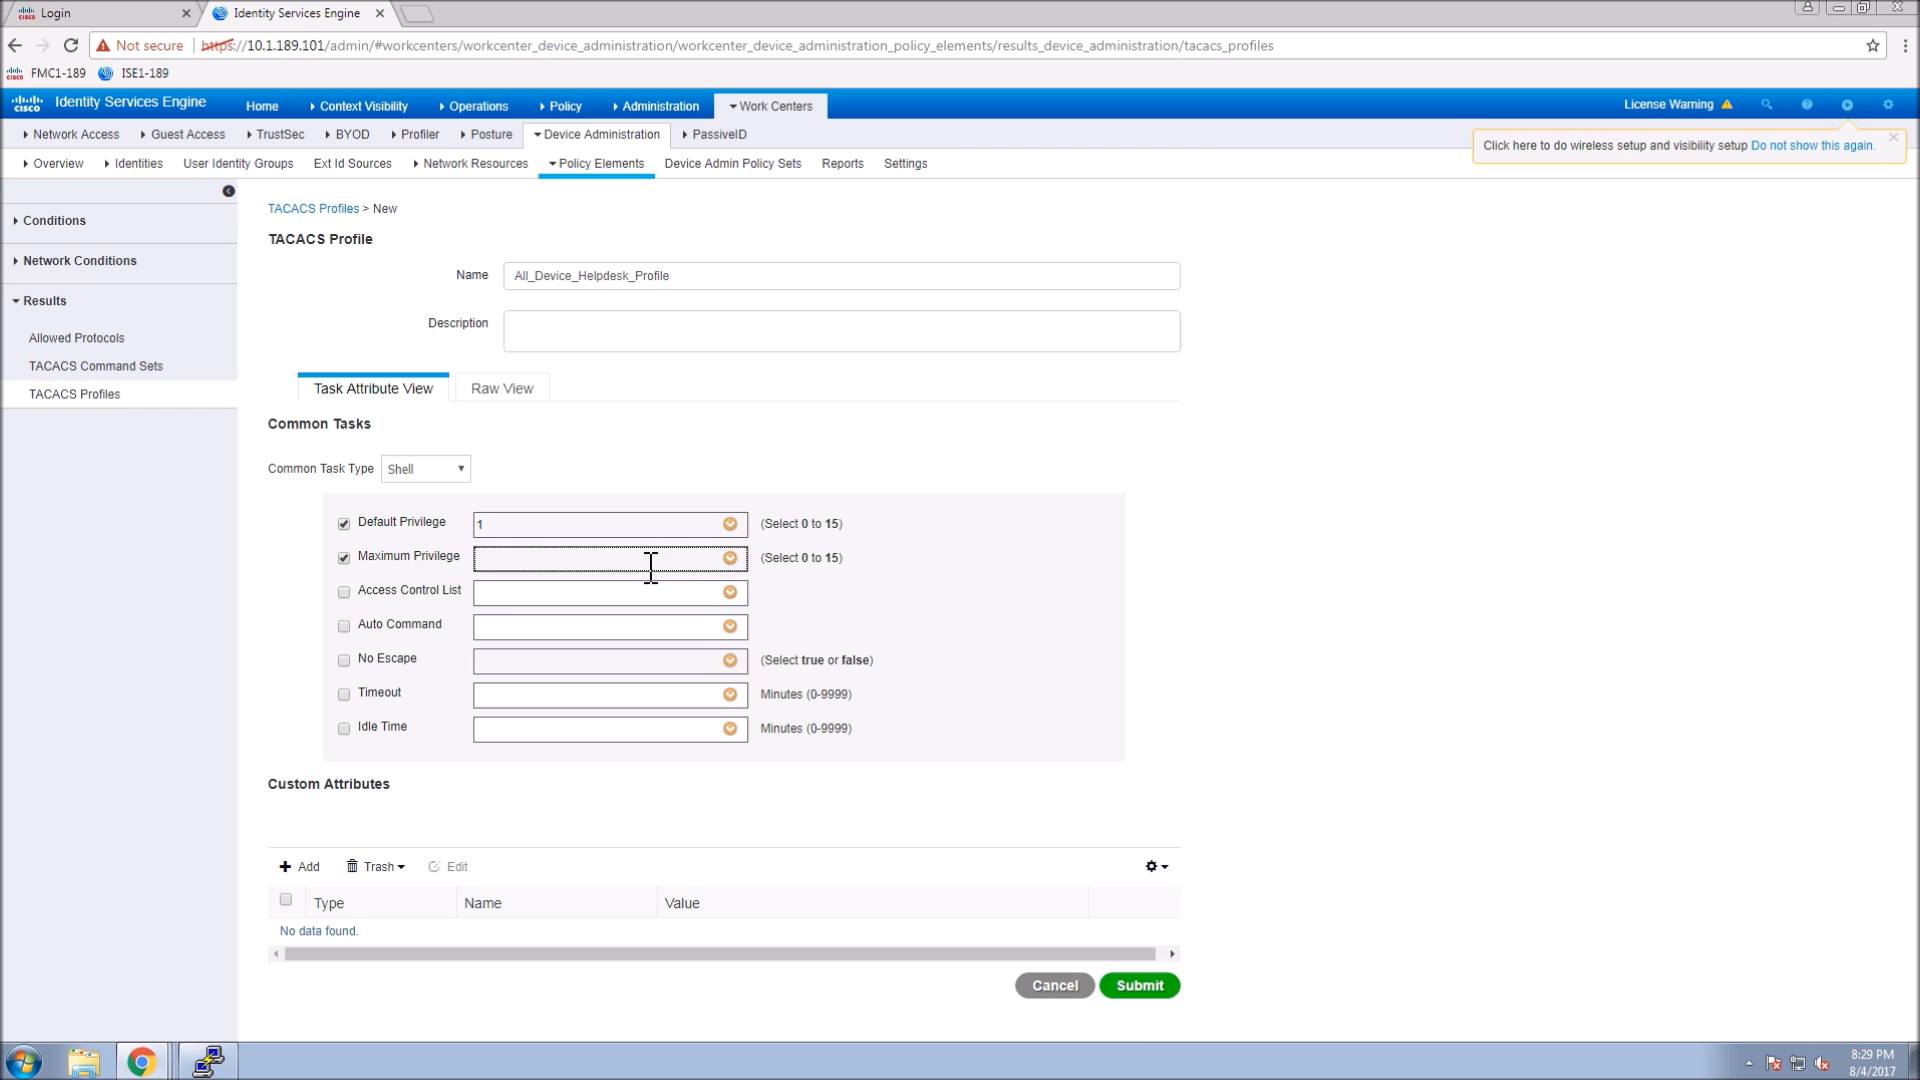 Login
Identity Services Engine
Not secure
https://10.1.189.101/admin/#workcenters/workcenter_device_administration/workcenter_device_administration_policy_elements/results_device_administration/tacacs_profiles
FMC1-189
ISE1-189
CISCO
Identity Services Engine
Home
Context Visibility
Operations
Policy
Administration
Work Centers
License Warning
Network Access
Guest Access
TrustSec
BYOD
Profiler
Posture
Device Administration
PassiveID
Click here to do wireless setup and visibility setup Do not show this again.
Overview
Identities
User Identity Groups
Ext Id Sources
Network Resources
Policy Elements
Device Admin Policy Sets
Reports
Settings
Conditions
Network Conditions
Results
Allowed Protocols
TACACS Command Sets
TACACS Profiles
TACACS Profiles > New
TACACS Profile
Name
All_Device_Helpdesk_Profile
Description
Task Attribute View
Raw View
Common Tasks
Common Task Type
Shell
Default Privilege
1
(Select 0 to 15)
Maximum Privilege
(Select 0 to 15)
Access Control List
Auto Command
No Escape
(Select true or false)
Timeout
Minutes (0-9999)
Idle Time
Minutes (0-9999)
Custom Attributes
Add
Trash
Edit
Type
Name
Value
No data found.
Cancel
Submit
8:29 PM
8/4/2017